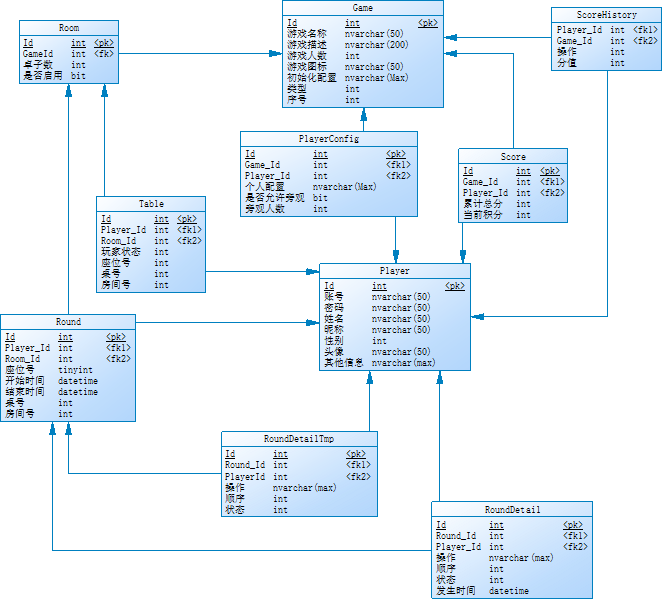 Game
Id int <pk>
游戏名称 nvarchar(50)
游戏描述 nvarchar(200)
游戏人数 int
游戏图标 nvarchar(50)
初始化配置 nvarchar(Max)
类型 int
序号 int
ScoreHistory
Player_Id int <fk1>
Game_Id int <fk2>
操作 int
分值 int
Room
Id int <pk>
GameId int <fk>
桌子数 int
是否启用 bit
PlayerConfig
Id int <pk>
Game_Id int <fk1>
Player_Id int <fk2>
个人配置 nvarchar(Max)
是否允许旁观 bit
旁观人数 int
Score
Id int <pk>
Game_Id int <fk1>
Player_Id int <fk2>
累计总分 int
当前积分 int
Table
Id int <pk>
Player_Id int <fk1>
Room_Id int <fk2>
玩家状态 int
座位号 int
桌号 int
房间号 int
Player
Id int <pk>
账号 nvarchar(50)
密码 nvarchar(50)
姓名 nvarchar(50)
昵称 nvarchar(50)
性别 int
头像 nvarchar(50)
其他信息 nvarchar(max)
Round
Id int <pk>
Player_Id int <fk1>
Room_Id int <fk2>
座位号 tinyint
开始时间 datetime
结束时间 datetime
桌号 int
房间号 int
RoundDetailTmp
Id int <pk>
Round_Id int <fk1>
PlayerId int <fk2>
操作 nvarchar(max)
顺序 int
状态 int
RoundDetail
Id int <pk>
Round_Id int <fk1>
Player_Id int <fk2>
操作 nvarchar(max)
顺序 int
状态 int
发生时间 datetime